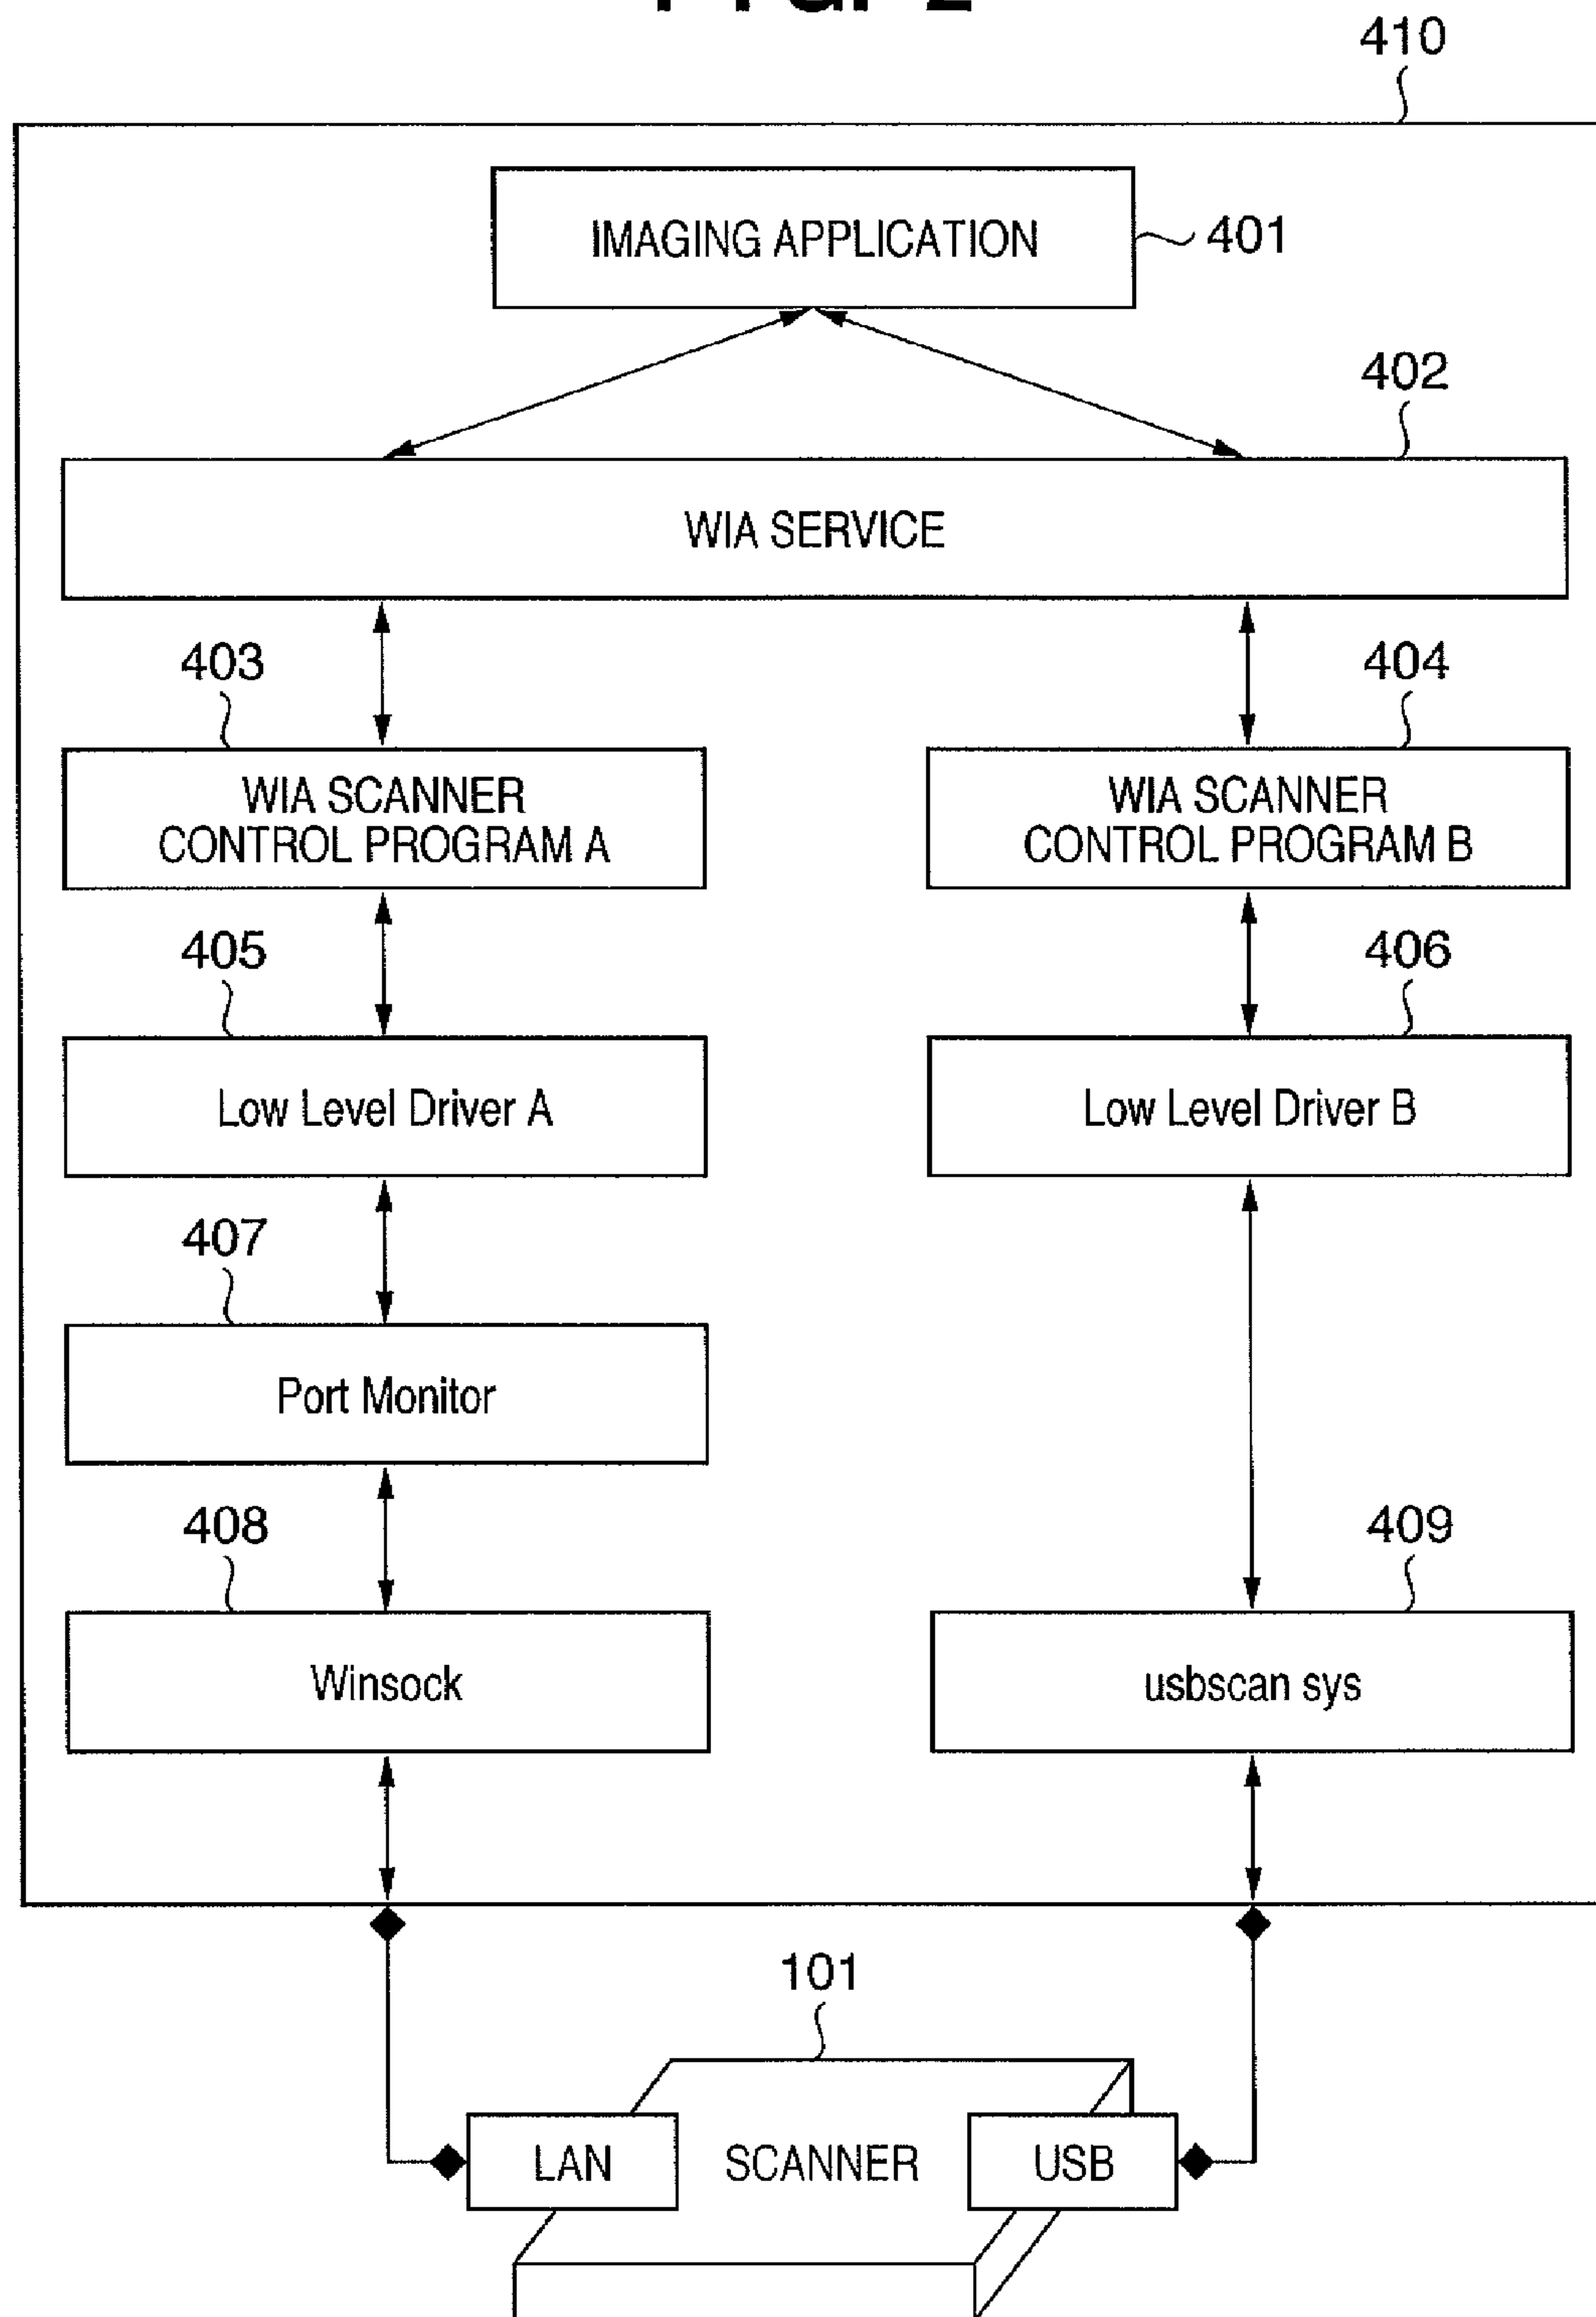 410
IMAGING APPLICATION
401
402
WIA SERVICE
403
404
WIA SCANNER
CONTROL PROGRAM A
WIA SCANNER
CONTROL PROGRAM B
405
406
Low Level Driver A
Low Level Driver B
407
Port Monitor
408
409
Winsock
usbscan sys
101
LAN
SCANNER
USB